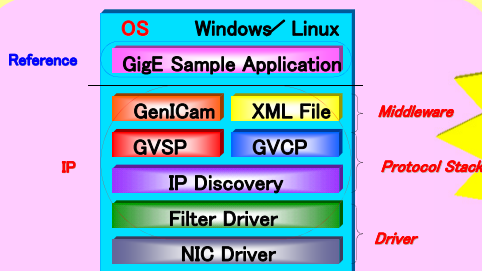 OS Windows/ Linux
Reference
GigE Sample Application
GenICam XML File
Middleware
GVSP GVCP
IP
Protocol Stack
IP Discovery
Filter Driver
Driver
NIC Driver